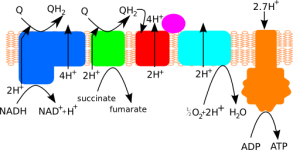 Q
QH2
Q
QH2
4H+
2.7H+
2H+
4H+
2H+
2H+
2H+
NADH
NAD++H+
succinate
fumarate
½O2+2H+
H2O
ADP
ATP